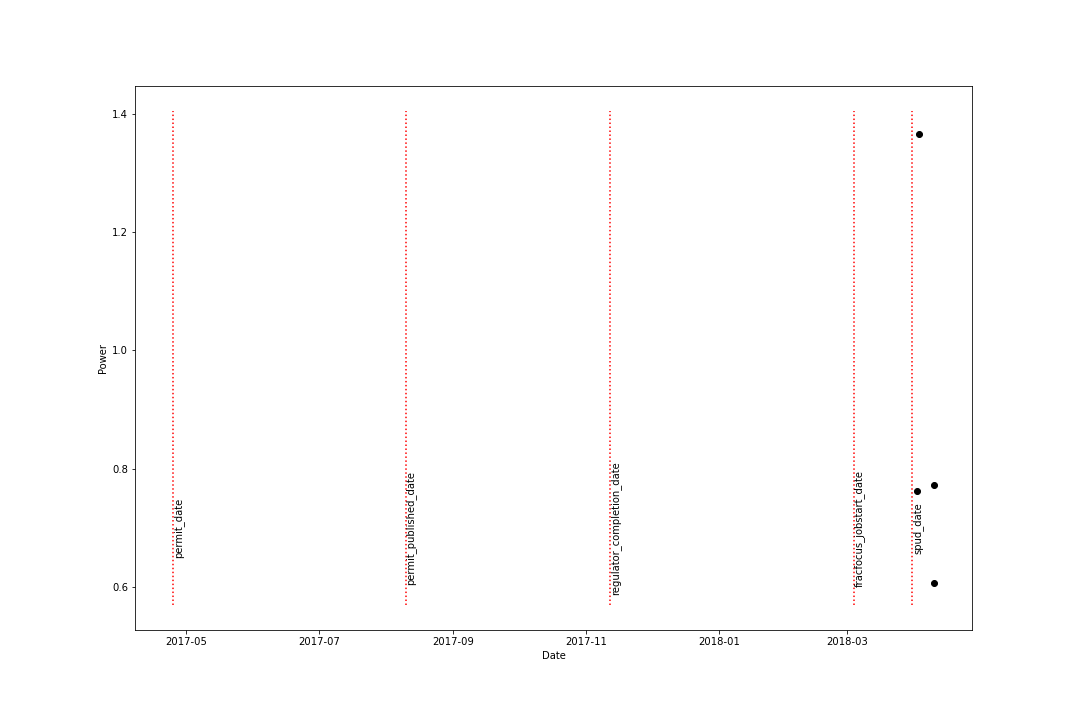 1.4
1.2
1.0
0.8
0.6
Power
permit_date
permit_published_date
regulator_completion_date
fracfocus_jobstart_date
spud_date
2017-05
2017-07
2017-09
2017-11
2018-01
2018-03
Date